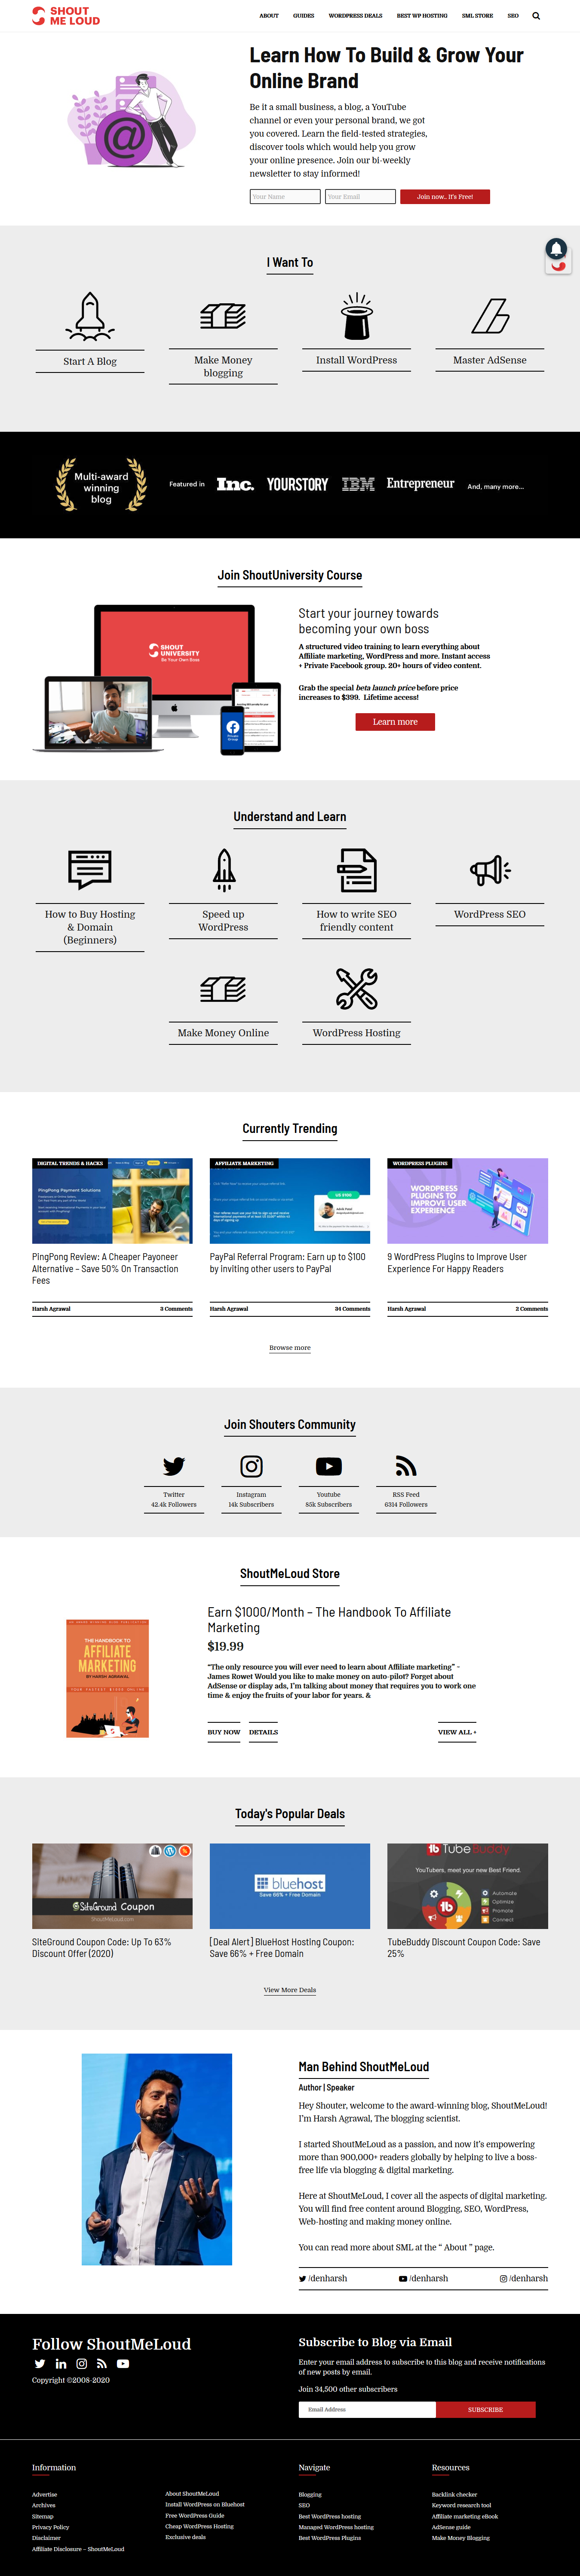 SHOUT
ME LOUD
ABOUT GUIDES WORDPRESS DEALS BEST WP HOSTING SML STORE SEO
Learn How To Build & Grow Your
Online Brand
Be it a small business, a blog, a YouTube
channel or even your personal brand, we got
you covered. Learn the field-tested strategies,
discover tools which would help you grow
your online presence. Join our bi-weekly
newsletter to stay informed!
Your Name Your Email Join now.. It's Free!
I Want To
Start A Blog
Make Money
blogging
Install WordPress
Master AdSense
Multi-award
winning
blog
Featured in Inc. YOURSTORY IBM Entrepreneur And, many more...
Join ShoutUniversity Course
SHOUT
UNIVERSITY
Be Your Own Boss
Private
Group
Start your journey towards
becoming your own boss
A structured video training to learn everything about
Affiliate marketing, WordPress and more. Instant access
+ Private Facebook group. 20+ hours of video content.
Grab the special beta launch price before price
increases to $399. Lifetime access!
Learn more
Understand and Learn
How to Buy Hosting
& Domain
(Beginners)
Speed up
WordPress
How to write SEO
friendly content
WordPress SEO
Make Money Online
WordPress Hosting
Currently Trending
DIGITAL TRENDS & HACKS
PingPong Payment Solutions
PingPong Review: A Cheaper Payoneer
Alternative – Save 50% On Transaction
Fees
Harsh Agrawal 3 Comments
AFFILIATE MARKETING
PayPal Referral Program: Earn up to $100
by inviting other users to PayPal
Harsh Agrawal 34 Comments
WORDPRESS PLUGINS
WORDPRESS
PLUGINS TO
IMPROVE USER
EXPERIENCE
9 WordPress Plugins to Improve User
Experience For Happy Readers
Harsh Agrawal 2 Comments
Browse more
Join Shouters Community
Twitter
42.4k Followers
Instagram
14k Subscribers
Youtube
85k Subscribers
RSS Feed
6314 Followers
ShoutMeLoud Store
THE HANDBOOK TO
AFFILIATE
MARKETING
BY HARSH AGRAWAL
YOUR FASTEST $1000 ONLINE
Earn $1000/Month – The Handbook To Affiliate
Marketing
$19.99
"The only resource you will ever need to learn about Affiliate marketing" -
James Rowet Would you like to make money on auto-pilot? Forget about
AdSense or display ads, I'm talking about money that requires you to work one
time & enjoy the fruits of your labor for years. &
BUY NOW DETAILS VIEW ALL +
Today's Popular Deals
SiteGround Coupon
ShoutMeLoud.com
SiteGround Coupon Code: Up To 63%
Discount Offer (2020)
bluehost
Save 66% + Free Domain
[Deal Alert] BlueHost Hosting Coupon:
Save 66% + Free Domain
TubeBuddy
YouTubers, meet your new Best Friend.
Automate
Optimize
Promote
Connect
TubeBuddy Discount Coupon Code: Save
25%
View More Deals
Man Behind ShoutMeLoud
Author | Speaker
Hey Shouter, welcome to the award-winning blog, ShoutMeLoud!
I'm Harsh Agrawal, The blogging scientist.
I started ShoutMeLoud as a passion, and now it's empowering
more than 900,000+ readers globally by helping to live a boss-
free life via blogging & digital marketing.
Here at ShoutMeLoud, I cover all the aspects of digital marketing.
You will find free content around Blogging, SEO, WordPress,
Web-hosting and making money online.
You can read more about SML at the " About " page.
/denharsh /denharsh /denharsh
Follow ShoutMeLoud
Copyright ©2008-2020
Subscribe to Blog via Email
Enter your email address to subscribe to this blog and receive notifications
of new posts by email.
Join 34,500 other subscribers
Email Address SUBSCRIBE
Information
Advertise
Archives
Sitemap
Privacy Policy
Disclaimer
Affiliate Disclosure – ShoutMeLoud
About ShoutMeLoud
Install WordPress on Bluehost
Free WordPress Guide
Cheap WordPress Hosting
Exclusive deals
Navigate
Blogging
SEO
Best WordPress hosting
Managed WordPress hosting
Best WordPress Plugins
Resources
Backlink checker
Keyword research tool
Affiliate marketing eBook
AdSense guide
Make Money Blogging